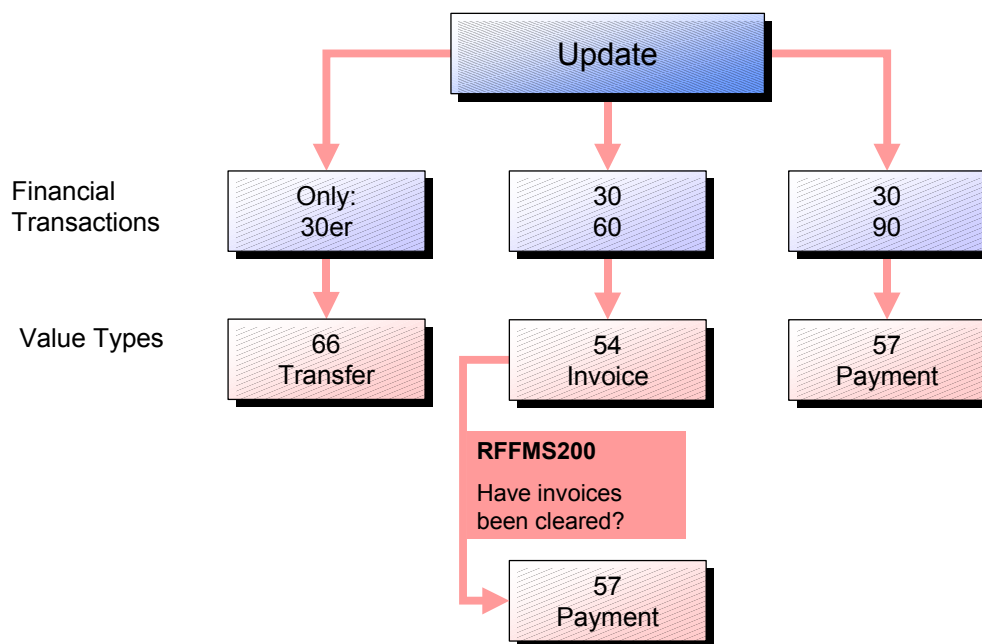 Update
Financial
Transactions
Only:
30er
30
60
30
90
Value Types
66
Transfer
54
Invoice
57
Payment
RFFMS200
Have invoices
been cleared?
57
Payment